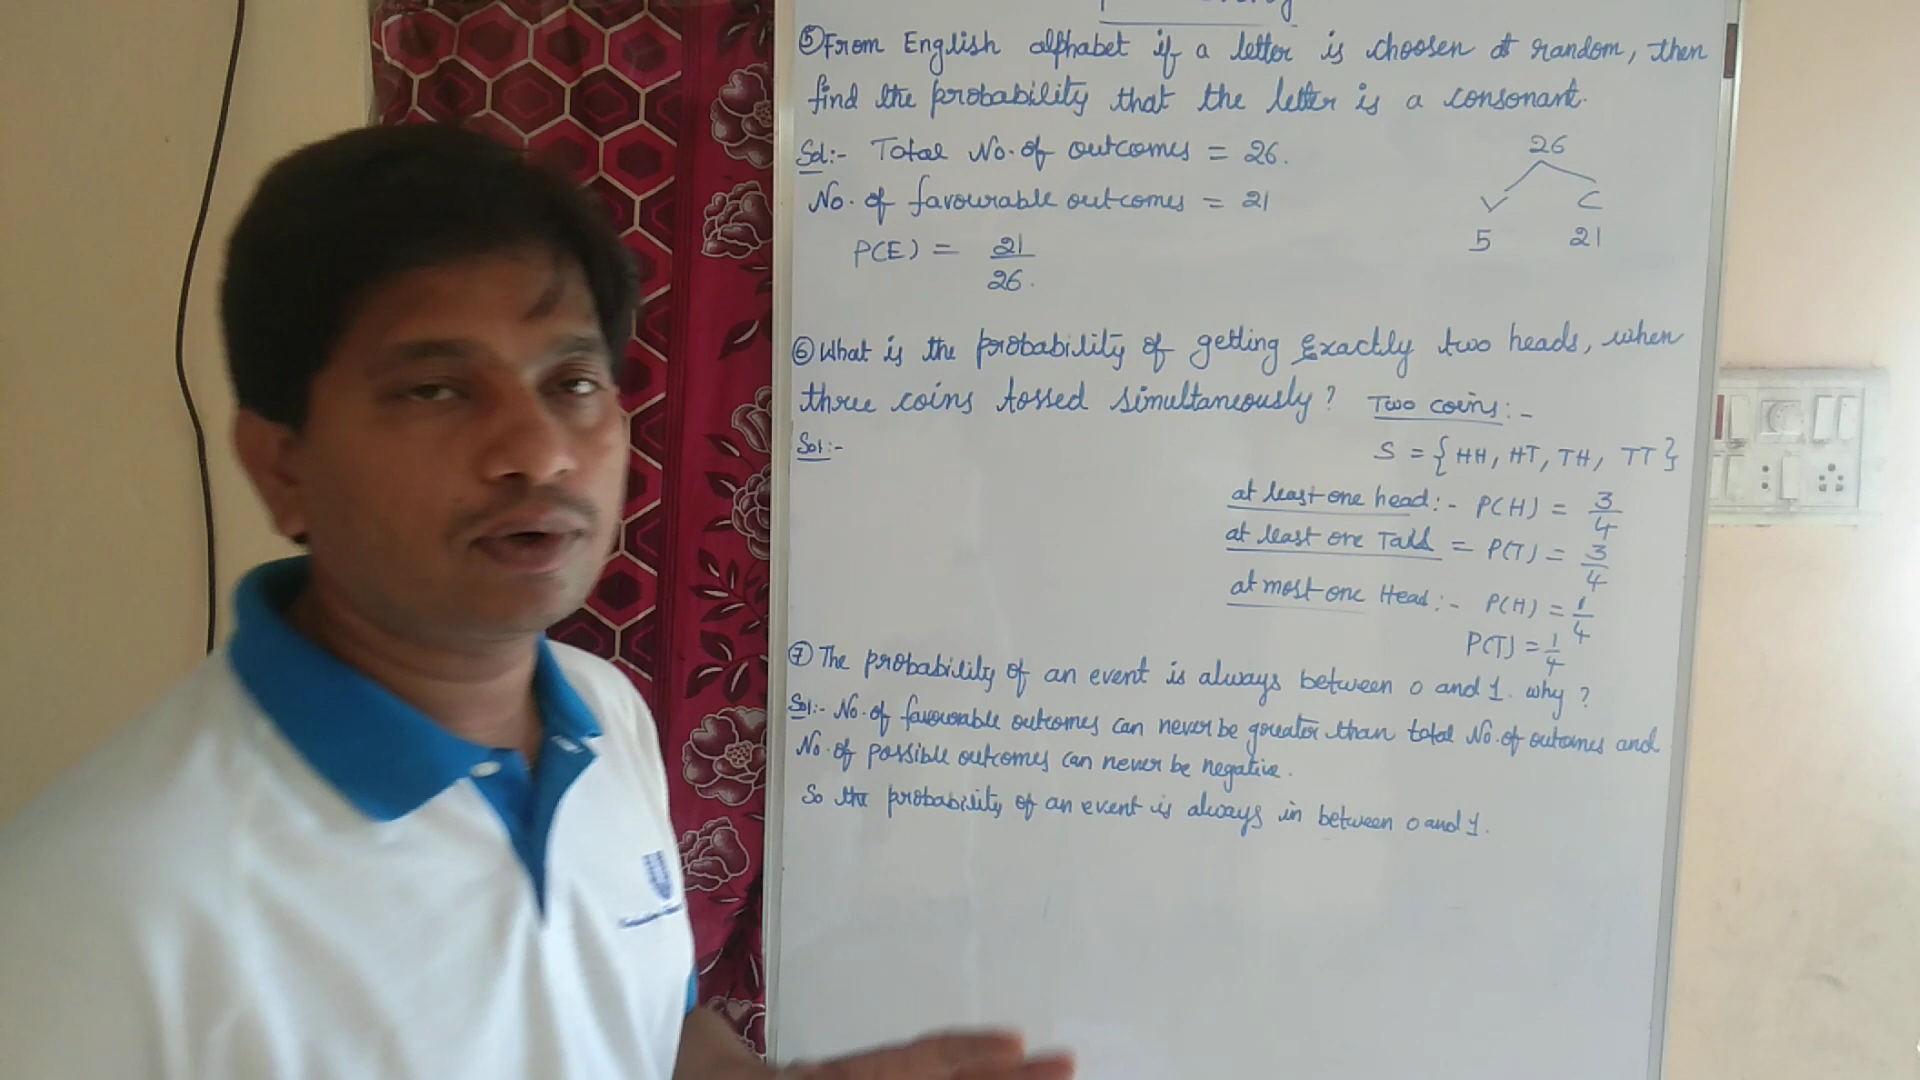 ⑤ From English alphabet if a letter is choosen at random, then
find the probability that the letter is a consonant.
Sol:- Total No. of outcomes = 26.
26
No. of favourable outcomes = 21
V C
5 21
P(E) = 21/26.
⑥ What is the probability of getting Exactly two heads, when
three coins tossed simultaneously?
Two coins:-
Sol:-
S = {HH, HT, TH, TT}
at least one head:- P(H) = 3/4
at least one Tail = P(T) = 3/4
at most one Head:- P(H) = 1/4
P(T) = 1/4
⑦ The probability of an event is always between 0 and 1. why?
Sol:- No. of favourable outcomes can never be greater than total No. of outcomes and
No. of possible outcomes can never be negative.
So the probability of an event is always in between 0 and 1.